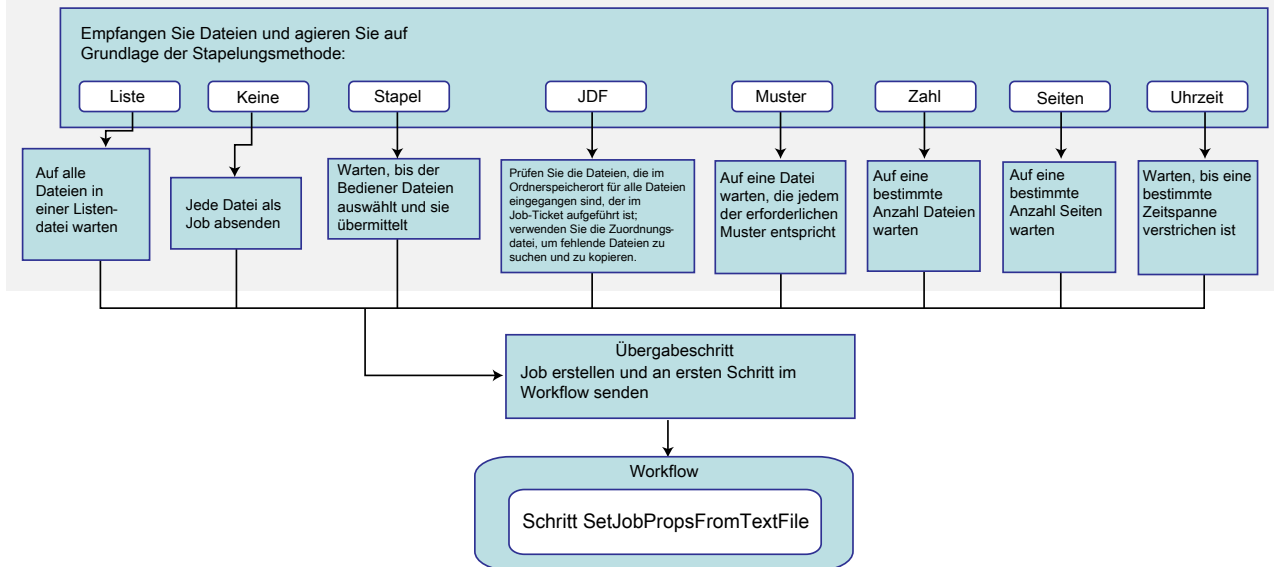 Empfangen Sie Dateien und agieren Sie auf
Grundlage der Stapelungsmethode:
Liste
Keine
Stapel
JDF
Muster
Zahl
Seiten
Uhrzeit
Auf alle
Dateien in
einer Listen-
datei warten
Jede Datei als
Job absenden
Warten, bis der
Bediener Dateien
auswählt und sie
übermittelt
Prüfen Sie die Dateien, die im
Ordnerspeicherort für alle Dateien
eingegangen sind, der im
Job-Ticket aufgeführt ist;
verwenden Sie die Zuordnungs-
datei, um fehlende Dateien zu
suchen und zu kopieren.
Auf eine Datei
warten, die jedem
der erforderlichen
Muster entspricht
Auf eine
bestimmte
Anzahl Dateien
warten
Auf eine
bestimmte
Anzahl Seiten
warten
Warten, bis eine
bestimmte
Zeitspanne
verstrichen ist
Übergabeschritt
Job erstellen und an ersten Schritt im
Workflow senden
Workflow
Schritt SetJobPropsFromTextFile